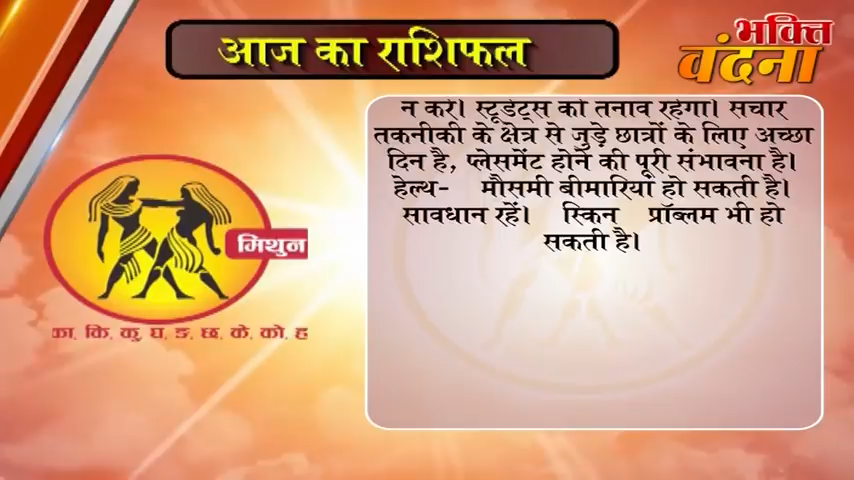 आज का राशिफल
भक्ति
वंदना
न करें। स्टूडेंट्स को तनाव रहेगा। संचार
तकनीकी के क्षेत्र से जुड़े छात्रों के लिए अच्छा
दिन है, प्लेसमेंट होने की पूरी संभावना है।
हेल्थ- मौसमी बीमारियां हो सकती है।
सावधान रहें। स्किन प्रॉब्लम भी हो
सकती है।
मिथुन
का, कि, कु, घ, ङ, छ, के, को, ह